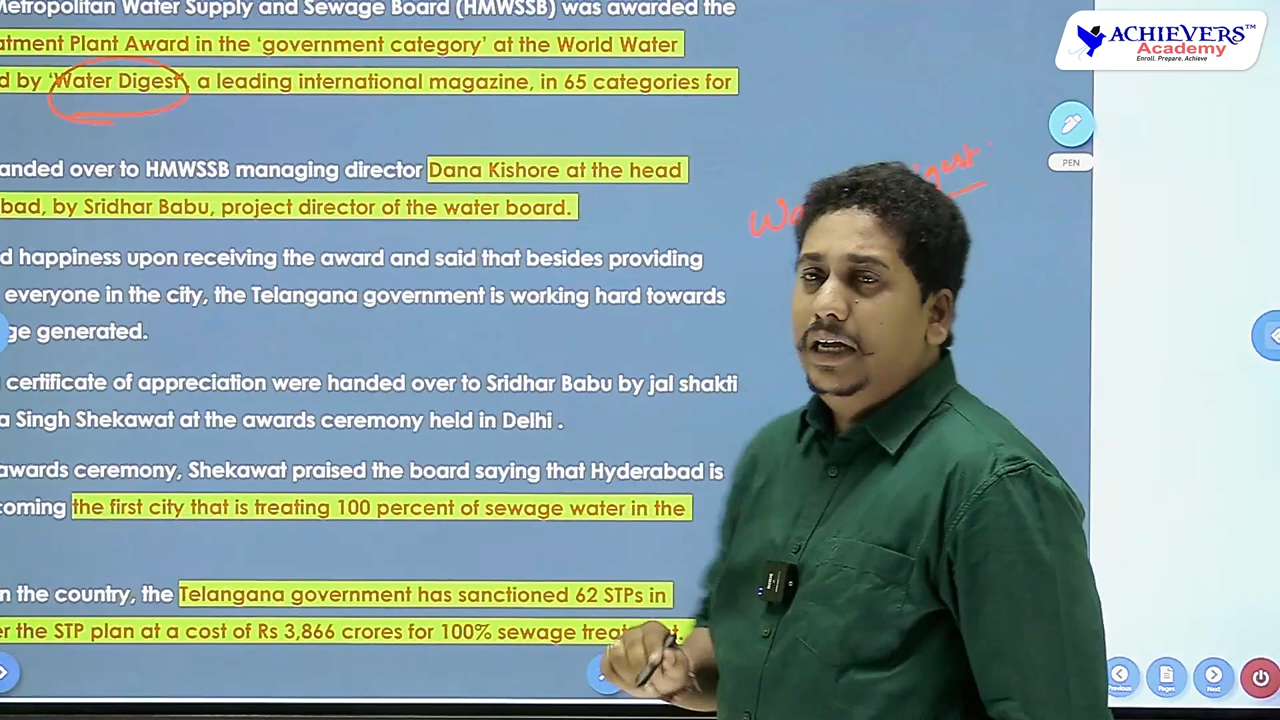 Metropolitan Water Supply and Sewage Board (HMWSSB) was awarded the
atment Plant Award in the ‘government category’ at the World Water
d by ‘Water Digest’, a leading international magazine, in 65 categories for
anded over to HMWSSB managing director Dana Kishore at the head
bad, by Sridhar Babu, project director of the water board.
d happiness upon receiving the award and said that besides providing
everyone in the city, the Telangana government is working hard towards
ge generated.
certificate of appreciation were handed over to Sridhar Babu by jal shakti
a Singh Shekawat at the awards ceremony held in Delhi .
awards ceremony, Shekawat praised the board saying that Hyderabad is
coming the first city that is treating 100 percent of sewage water in the
n the country, the Telangana government has sanctioned 62 STPs in
er the STP plan at a cost of Rs 3,866 crores for 100% sewage
ACHIEVERS™
Academy
Enroll. Prepare. Achieve
PEN
Previous
Pages
Next